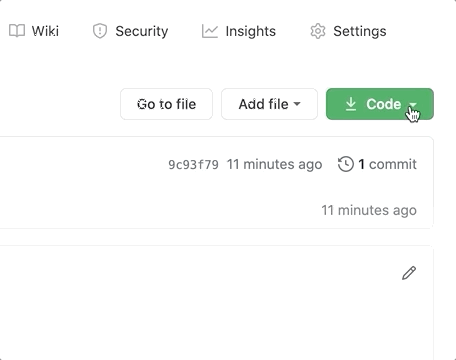 Wiki Security Insights Settings
Go to file Add file Code
9c93f79 11 minutes ago 1 commit
11 minutes ago